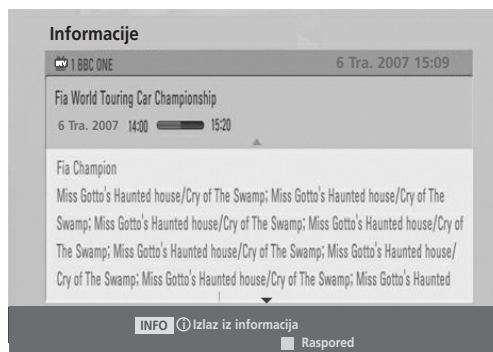 Informacije
DTV 1 BBC ONE 6 Tra. 2007 15:09
Fia World Touring Car Championship
6 Tra. 2007 14:00 15:20
Fia Champion
Miss Gotto's Haunted house/Cry of The Swamp; Miss Gotto's Haunted house/Cry of The
Swamp; Miss Gotto's Haunted house/Cry of The Swamp; Miss Gotto's Haunted house/Cry of
The Swamp; Miss Gotto's Haunted house/Cry of The Swamp; Miss Gotto's Haunted house/
Cry of The Swamp; Miss Gotto's Haunted house/Cry of The Swamp; Miss Gotto's Haunted
INFO i Izlaz iz informacija
Raspored